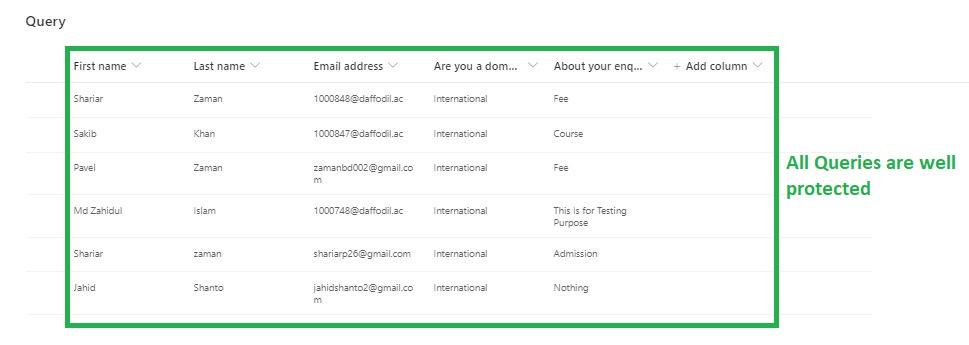 Query
First name Last name Email address Are you a dom... About your enq... + Add column
Shariar Zaman 1000848@daffodil.ac International Fee
Sakib Khan 1000847@daffodil.ac International Course
Pavel Zaman zamanbd002@gmail.co International Fee
m
All Queries are well
protected
Md Zahidul Islam 1000748@daffodil.ac International This Is for Testing
Purpose
Shariar zaman shariarp26@gmail.com International Admission
Jahid Shanto jahidshanto2@gmail.co International Nothing
m